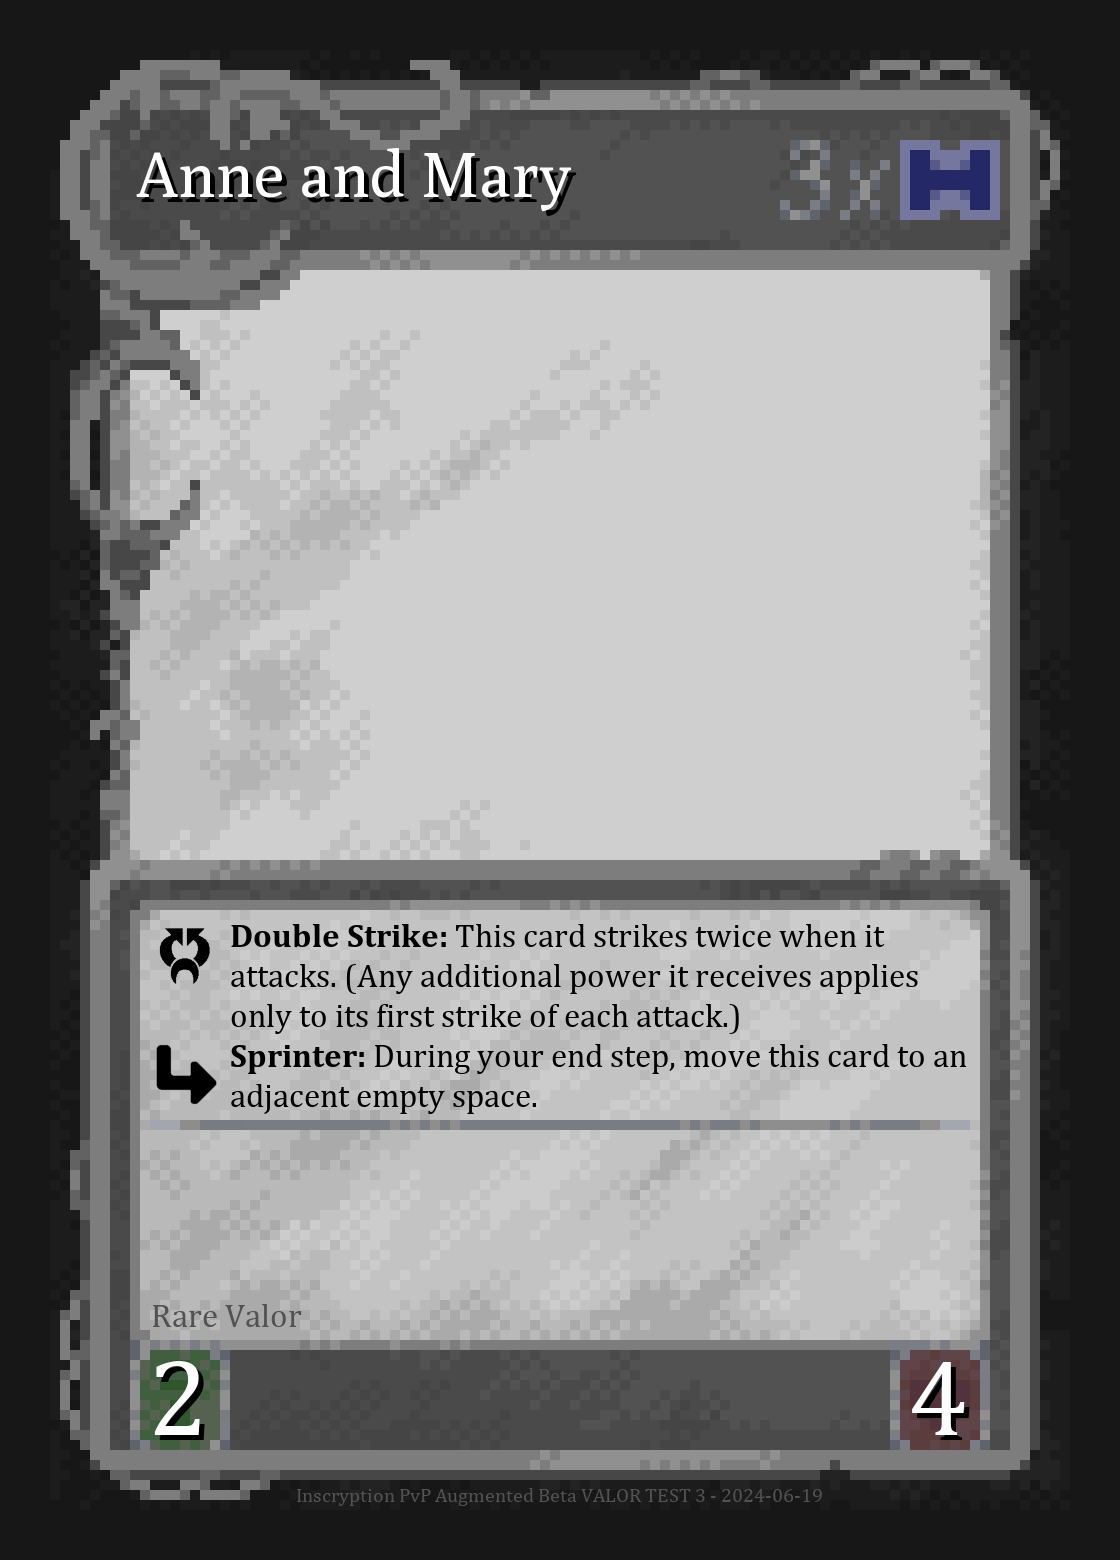 Anne and Mary 3x
Double Strike: This card strikes twice when it
attacks. (Any additional power it receives applies
only to its first strike of each attack.)
Sprinter: During your end step, move this card to an
adjacent empty space.
Rare Valor
2 4
Inscryption PvP Augmented Beta VALOR TEST 3 - 2024-06-19